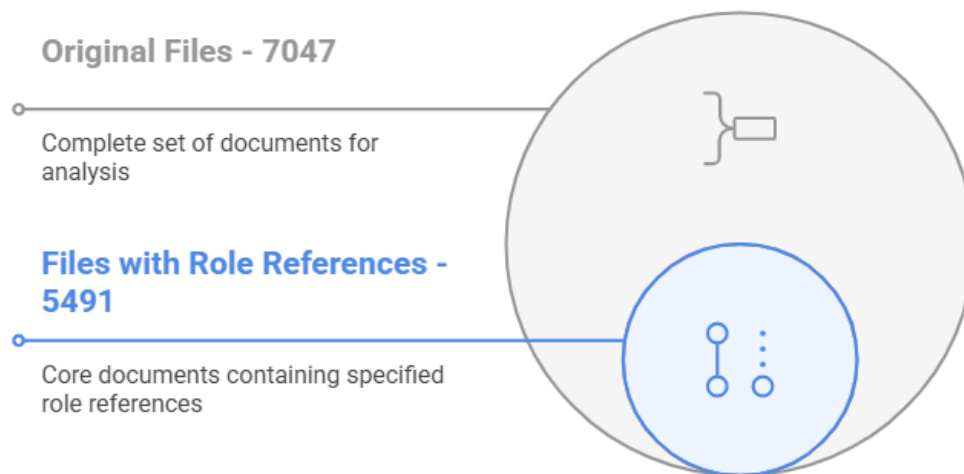 Original Files - 7047
Complete set of documents for
analysis
Files with Role References -
5491
Core documents containing specified
role references